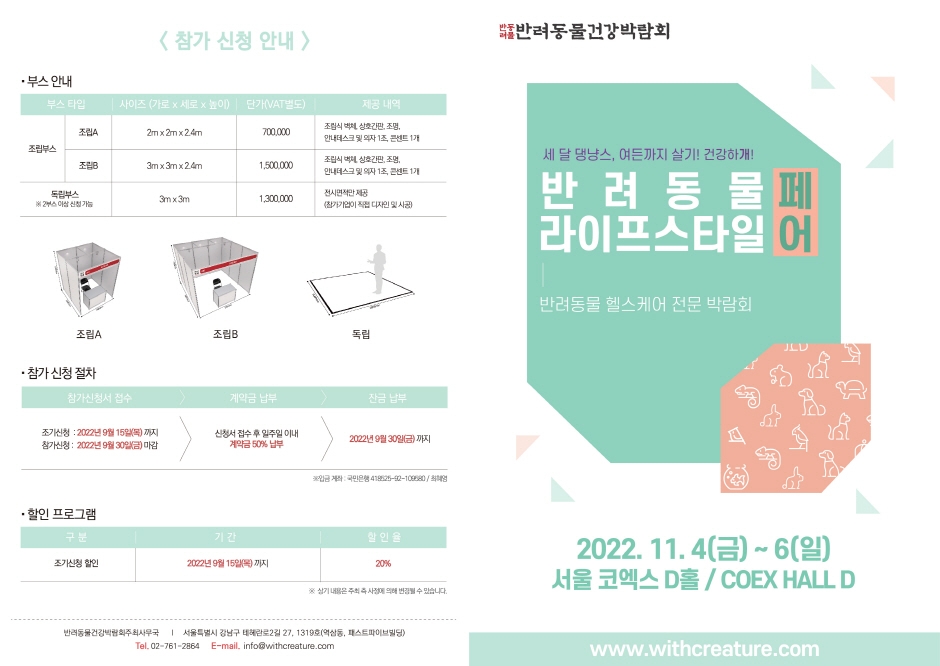 < 참가 신청 안내 >
• 부스 안내
부스 타입 사이즈 (가로 x 세로 x 높이) 단가(VAT별도) 제공 내역
조립부스
조립A 2m x 2m x 2.4m 700,000 조립식 벽체, 상호간판, 조명,
안내데스크 및 의자 1조, 콘센트 1개
조립B 3m x 3m x 2.4m 1,500,000 조립식 벽체, 상호간판, 조명,
안내데스크 및 의자 1조, 콘센트 1개
독립부스
※ 2부스 이상 신청 가능
3m x 3m 1,300,000 전시면적만 제공
(참가기업이 직접 디자인 및 시공)
조립A 조립B 독립
• 참가 신청 절차
참가신청서 접수 계약금 납부 잔금 납부
조기신청 : 2022년 9월 15일(목) 까지
참가신청 : 2022년 9월 30일(금) 마감
신청서 접수 후 일주일 이내
계약금 50% 납부
2022년 9월 30일(금) 까지
※입금 계좌 : 국민은행 418525-92-109580 / 최혜영
• 할인 프로그램
구 분 기 간 할 인 율
조기신청 할인 2022년 9월 15일(목) 까지 20%
※ 상기 내용은 주최 측 사정에 의해 변경될 수 있습니다.
반려동물건강박람회주최사무국 | 서울특별시 강남구 테헤란로2길 27, 1319호(역삼동, 패스트파이브빌딩)
Tel. 02-761-2864 E-mail. info@withcreature.com
반려동물건강박람회
세 달 댕냥스, 여든까지 살기! 건강하개!
반려동물
라이프스타일
페어
반려동물 헬스케어 전문 박람회
2022. 11. 4(금) ~ 6(일)
서울 코엑스 D홀 / COEX HALL D
www.withcreature.com